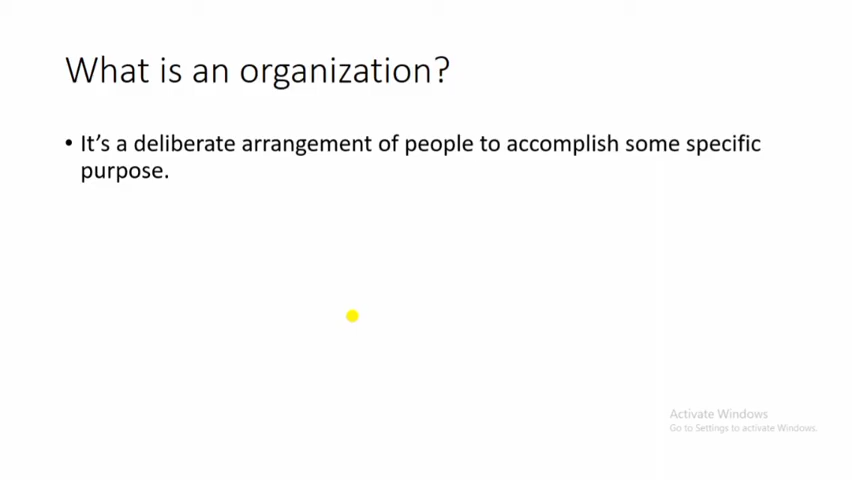 What is an organization?
• It's a deliberate arrangement of people to accomplish some specific
purpose.
Activate Windows
Go to Settings to activate Windows.